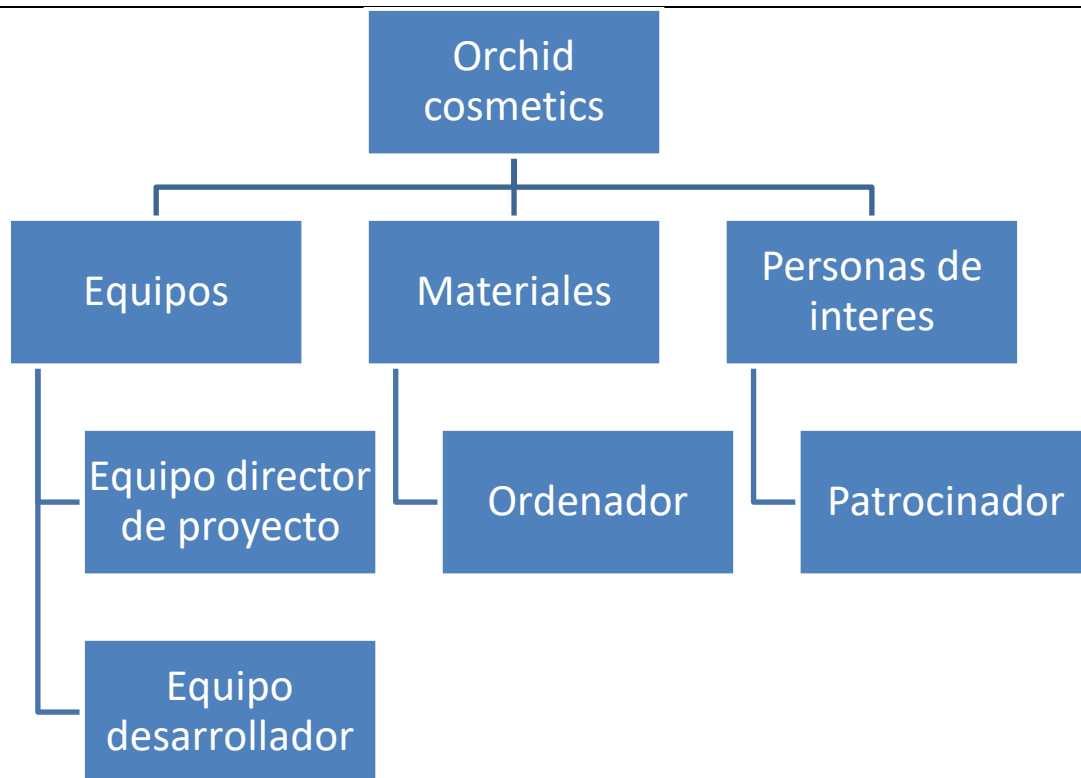 Orchid
cosmetics
Equipos
Materiales
Personas de
interes
Equipo director
de proyecto
Ordenador
Patrocinador
Equipo
desarrollador